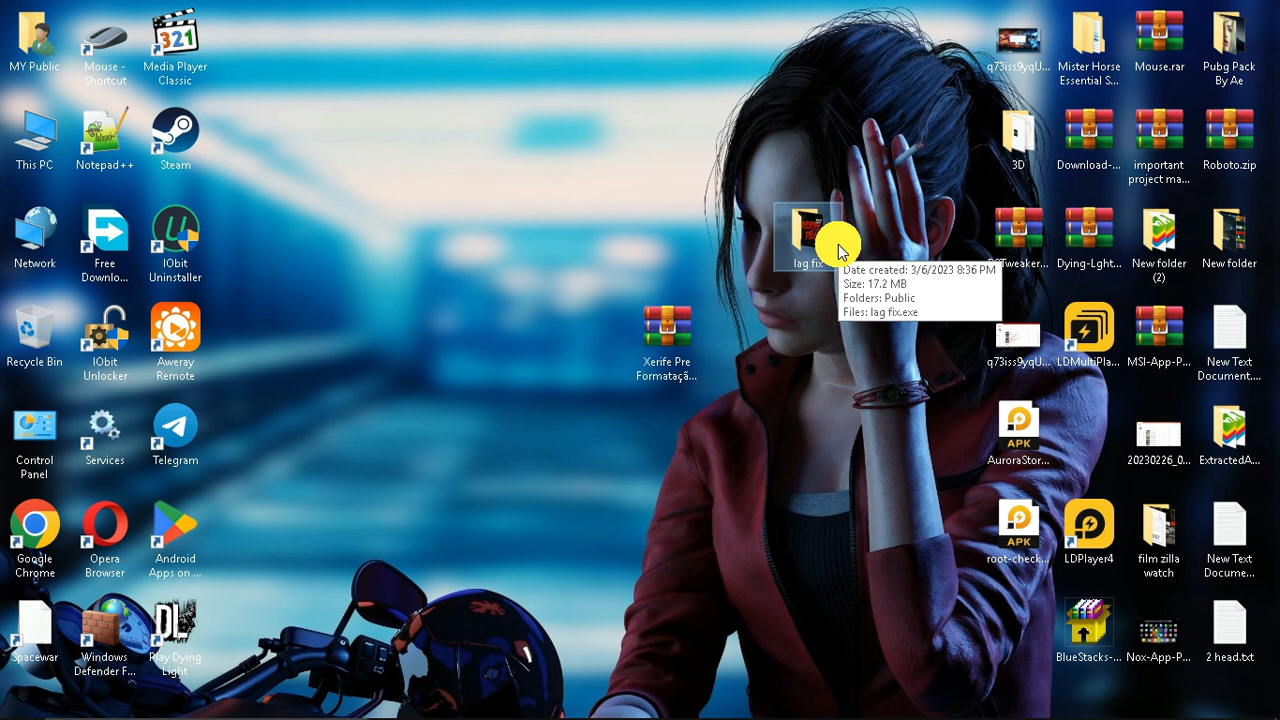 MY Public
Mouse -
Shortcut
Media Player
Classic
321
This PC
Notepad++
Steam
Network
Free
Downlo...
IObit
Uninstaller
Recycle Bin
IObit
Unlocker
Aweray
Remote
Control
Panel
Services
Telegram
Google
Chrome
Opera
Browser
Android
Apps on ...
Spacewar
Windows
Defender F...
DL
Play Dying
Light
Xerife Pre
Formataçã...
lag fix
Date created: 3/6/2023 8:36 PM
Size: 17.2 MB
Folders: Public
Files: lag fix.exe
q73iss9yqU...
Mister Horse
Essential S...
Mouse.rar
Pubg Pack
By Ae
3D
Download-...
important
project ma...
Roboto.zip
Tweaker...
Dying-Lght...
New folder
(2)
New folder
q73iss9yqU...
LDMultiPla...
MSI-App-P...
New Text
Document....
APK
AuroraStor...
20230226_0...
ExtractedA...
APK
root-check...
LDPlayer4
film zilla
watch
New Text
Docume...
BlueStacks-...
Nox-App-P...
2 head.txt